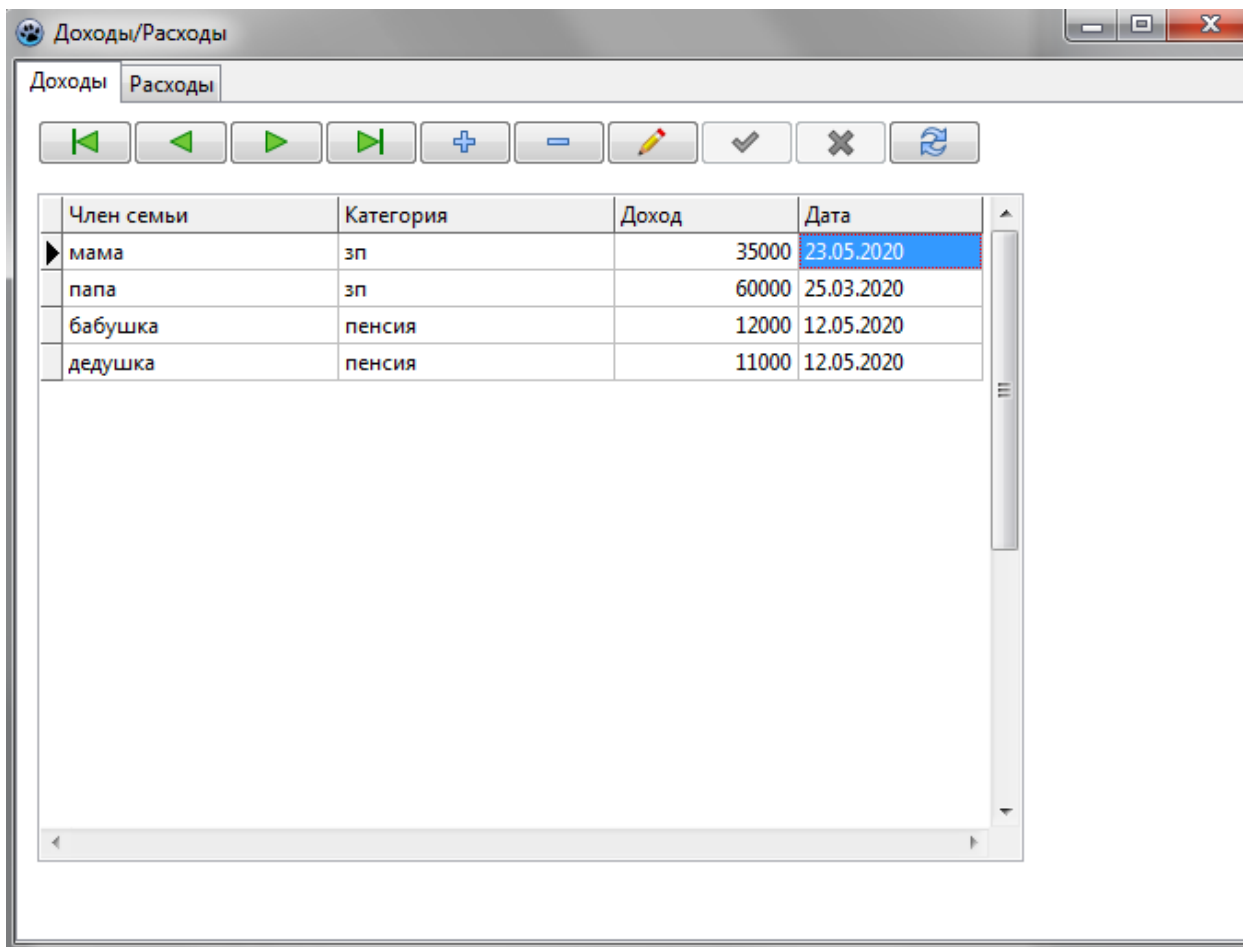 Доходы/Расходы
Доходы Расходы
Член семьи Категория Доход Дата
мама зп 35000 23.05.2020
папа зп 60000 25.03.2020
бабушка пенсия 12000 12.05.2020
дедушка пенсия 11000 12.05.2020